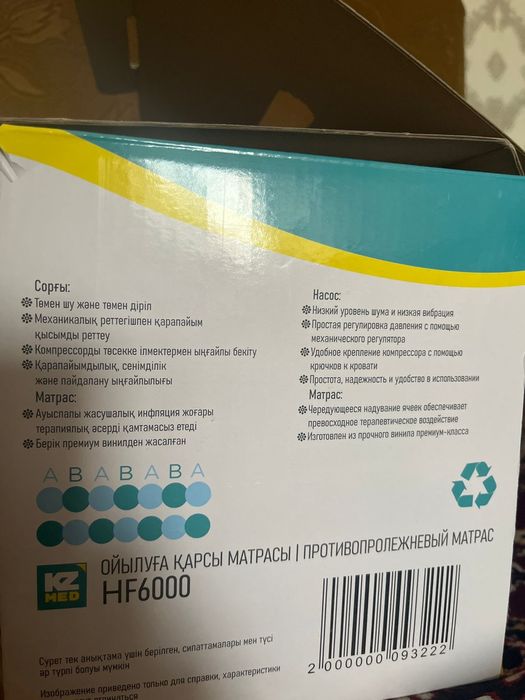 Сорғы:
Төмен шу және төмен діріл
Механикалық реттегішпен қарапайым
қысымды реттеу
Компрессорды төсекке ілмектермен ыңғайлы бекіту
Қарапайымдылық, сенімділік
және пайдалану ыңғайлылығы
Матрас:
Ауыспалы жасушалық инфляция жоғары
терапиялық әсерді қамтамасыз етеді
Берік премиум винилден жасалған
Насос:
Низкий уровень шума и низкая вибрация
Простая регулировка давления с помощью
механического регулятора
Удобное крепление компрессора с помощью
крючков к кровати
Простота, надежность и удобство в использовании
Матрас:
Чередующееся надувание ячеек обеспечивает
превосходное терапевтическое воздействие
Изготовлен из прочного винила премиум-класса
A B A B A B A
KZ
MED
ОЙЫЛУҒА ҚАРСЫ МАТРАСЫ | ПРОТИВОПРОЛЕЖНЕВЫЙ МАТРАС
HF6000
Сурет тек анықтама үшін берілген, сипаттамалары мен түсі
әр түрлі болуы мүмкін
Изображение приведено только для справки, характеристики
2 000000 093222